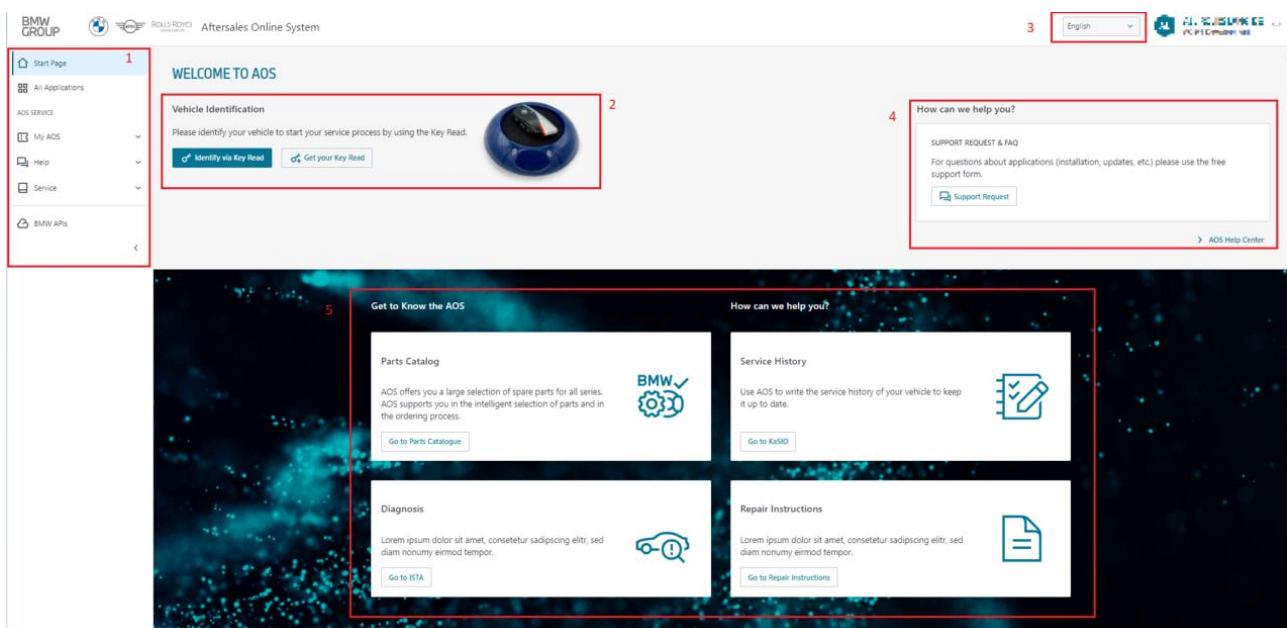 BMW
GROUP
ROLLS-ROYCE
Aftersales Online System
3
English
Start Page
1
All Applications
AOS SERVICE
My AOS
Help
Service
BMW APIs
WELCOME TO AOS
2
Vehicle Identification
Please identify your vehicle to start your service process by using the Key Read.
Identify via Key Read
Get your Key Read
4
How can we help you?
SUPPORT REQUEST & FAQ
For questions about applications (installation, updates, etc.) please use the free
support form.
Support Request
AOS Help Center
5
Get to Know the AOS
How can we help you?
Parts Catalog
AOS offers you a large selection of spare parts for all series.
AOS supports you in the intelligent selection of parts and in
the ordering process.
BMW
Go to Parts Catalogue
Service History
Use AOS to write the service history of your vehicle to keep
it up to date.
Go to KaSIO
Diagnosis
Lorem ipsum dolor sit amet, consetetur sadipscing elitr, sed
diam nonumy eirmod tempor.
Go to ISTA
Repair Instructions
Lorem ipsum dolor sit amet, consetetur sadipscing elitr, sed
diam nonumy eirmod tempor.
Go to Repair Instructions